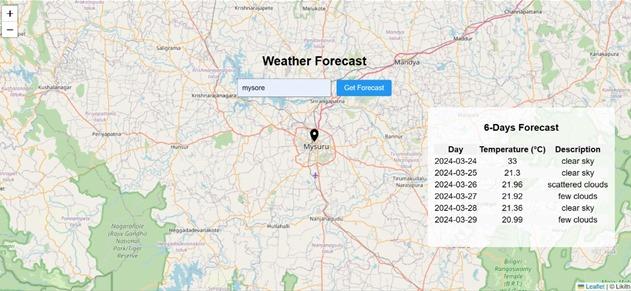 +
−
Weather Forecast
mysore
Get Forecast
6-Days Forecast
Day Temperature (°C) Description
2024-03-24 33 clear sky
2024-03-25 21.3 clear sky
2024-03-26 21.96 scattered clouds
2024-03-27 21.92 few clouds
2024-03-28 21.36 clear sky
2024-03-29 20.99 few clouds
Saligrama
Melukote
Maddur
Channapatna
Mandya
Kanakapura
Kushalanagar
Krishnarajanagara
Srirangapatna
Periyapatna
Hunsur
Mysuru
Bannur
Tirumakudalu
Narasipura
Nanjanagudu
Hullahalli
Heggadadevanakote
Nagarahole
(Rajiv Gandhi)
National
Park/Tiger
Reserve
Biligiri
Rangaswamy
Temple
(B.R.T.)
Leaflet | © Likith